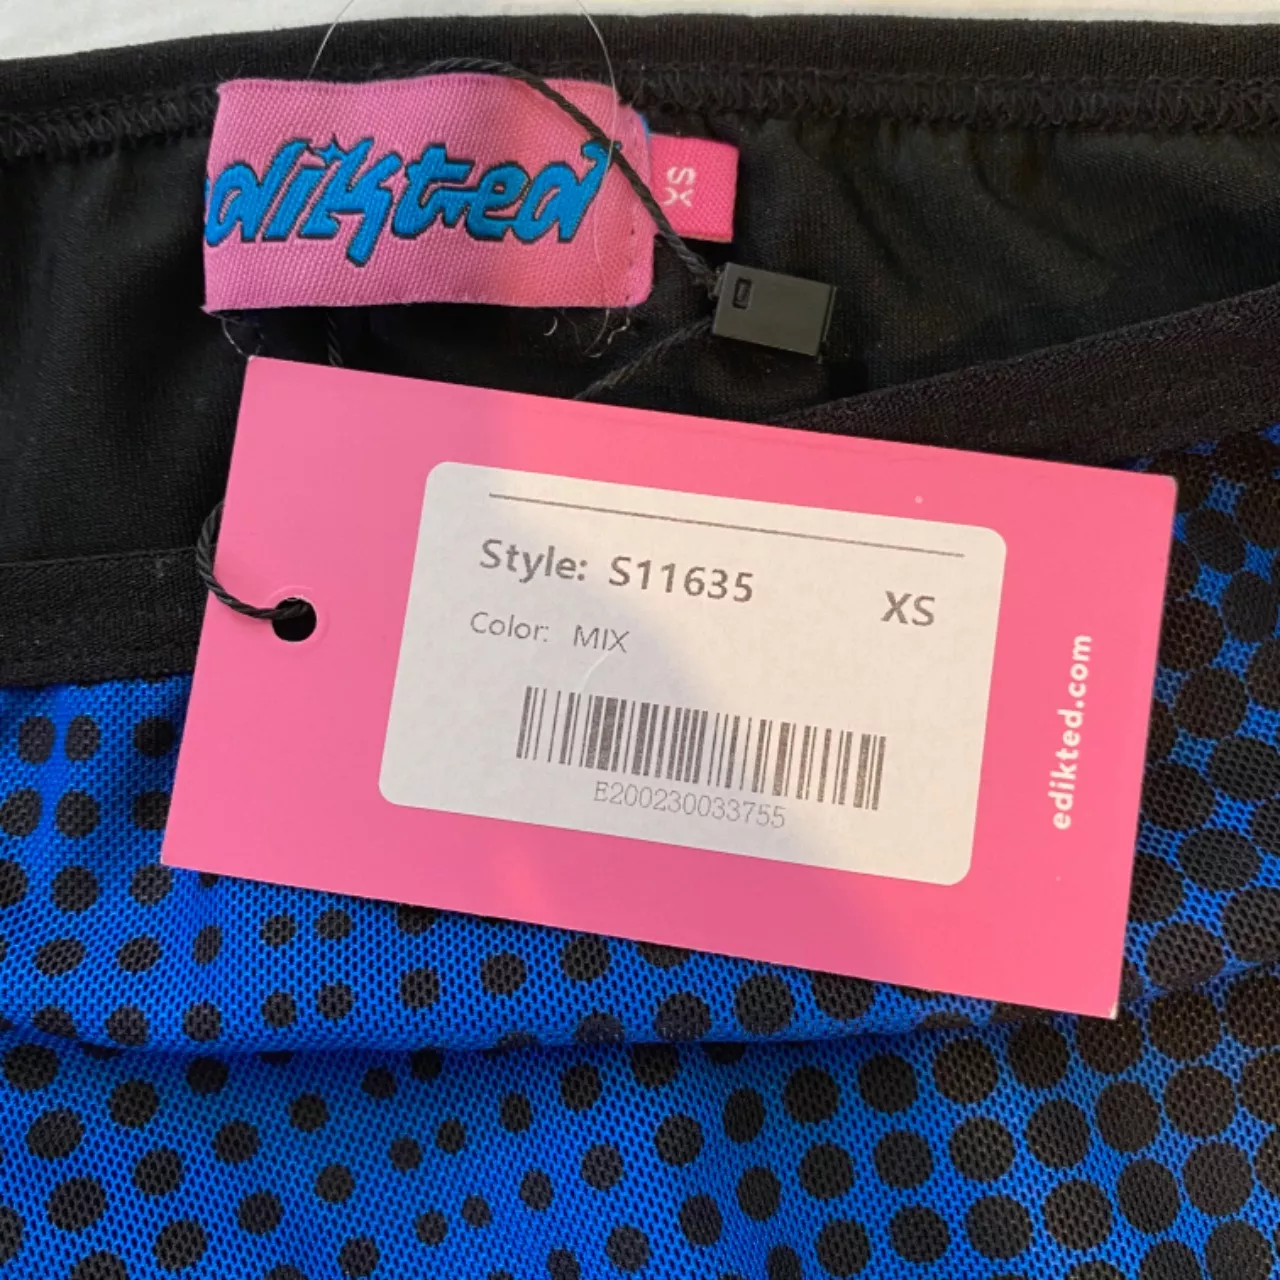 edikted
XS
Style: S11635
XS
Color: MIX
E200230033755
edikted.com